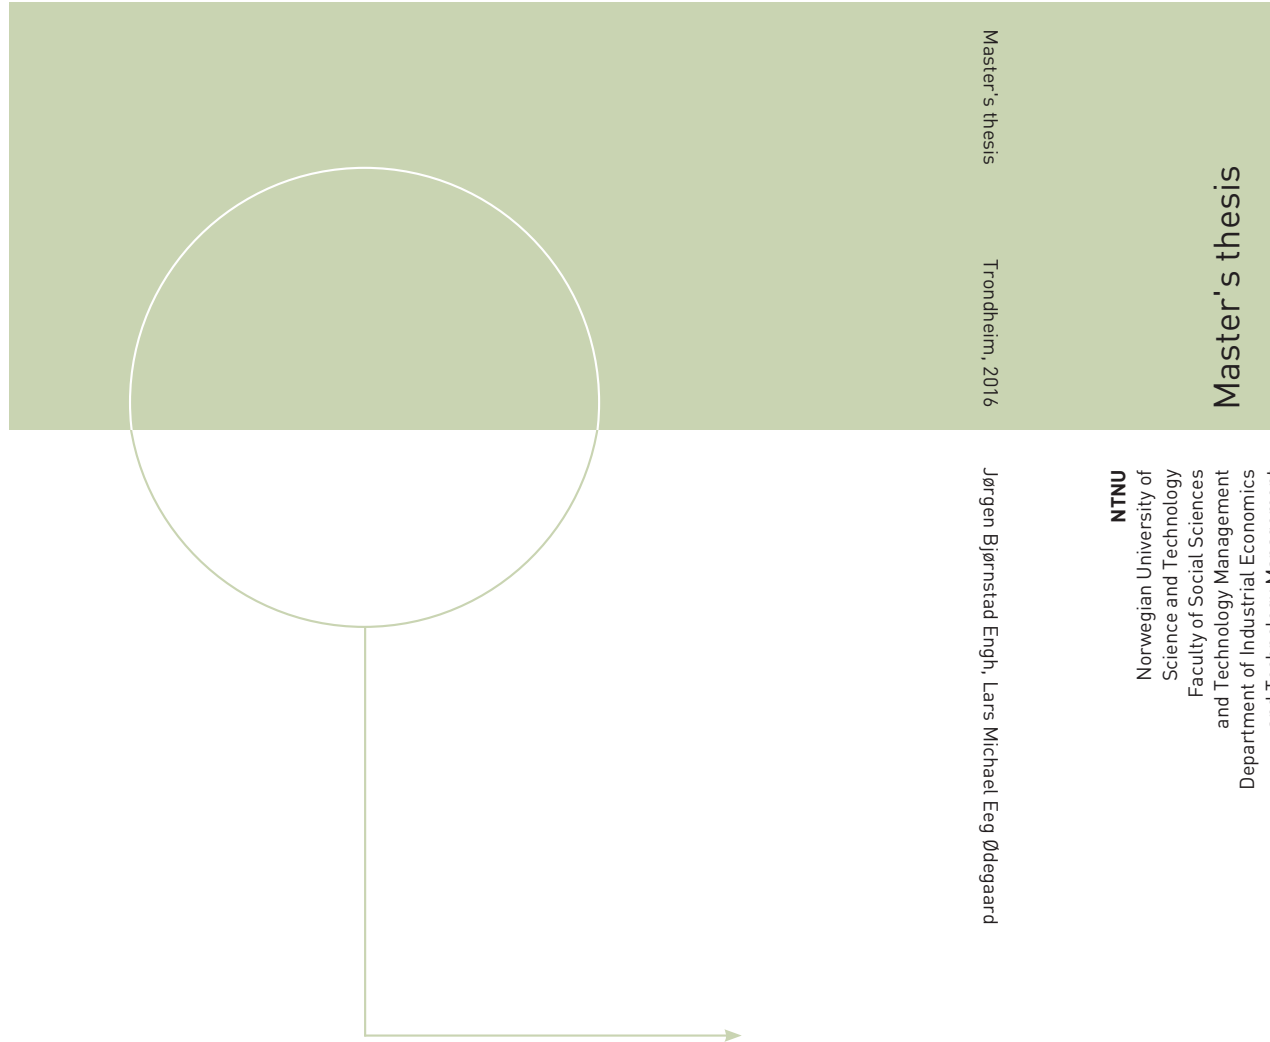 Master's thesis
Trondheim, 2016
Jørgen Bjørnstad Engh, Lars Michael Eeg Ødegaard
Master's thesis
NTNU
Norwegian University of
Science and Technology
Faculty of Social Sciences
and Technology Management
Department of Industrial Economics